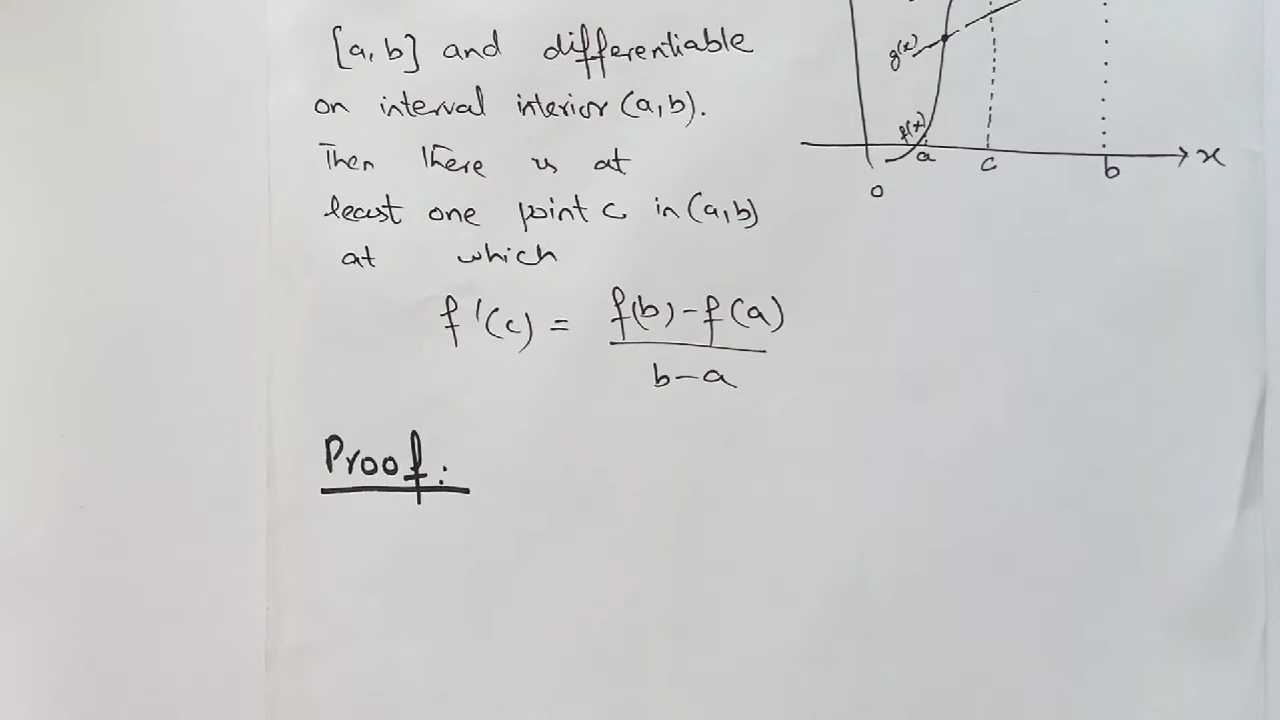 [a, b] and differentiable
on interval interior (a, b).
Then there is at
least one point c in (a, b)
at which
f'(c) = f(b) - f(a)
b - a
Proof:
g(x)
f(x)
a
c
b
x
0